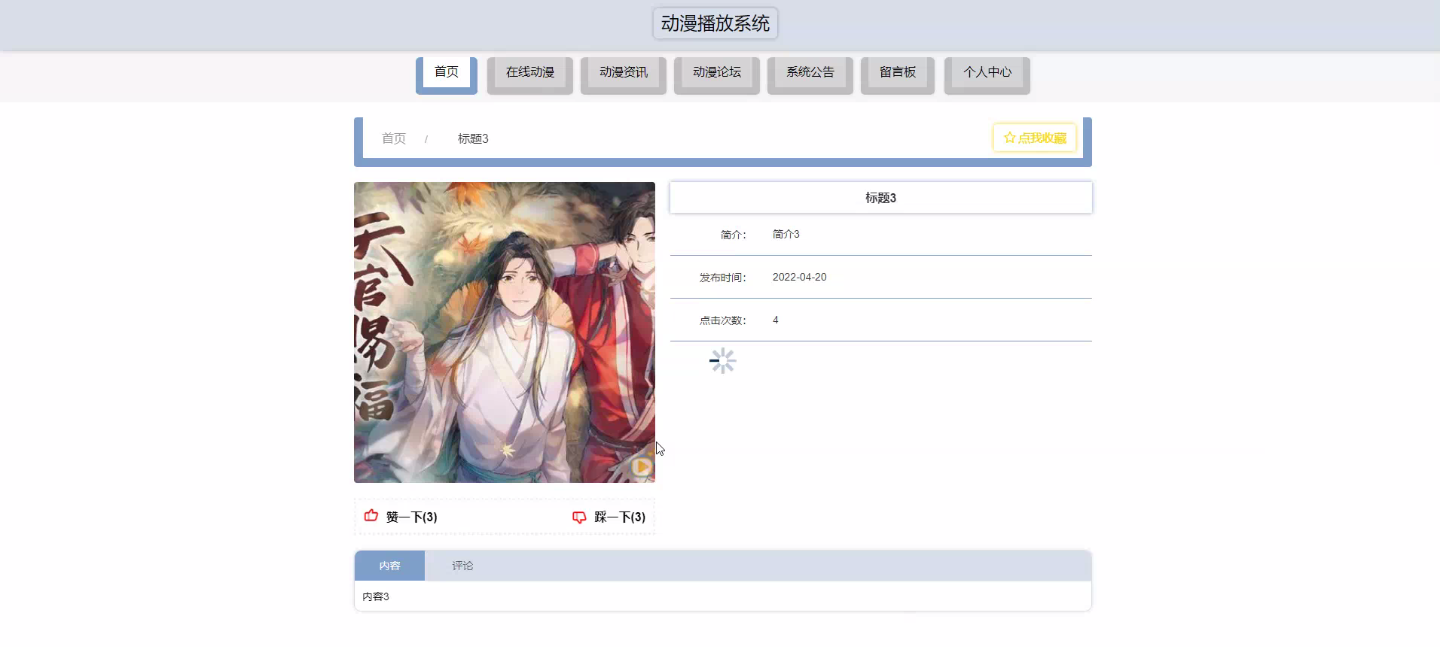 动漫播放系统
首页 在线动漫 动漫资讯 动漫论坛 系统公告 留言板 个人中心
首页 / 标题3 点我收藏
天官赐福
标题3
简介： 简介3
发布时间： 2022-04-20
点击次数： 4
赞一下(3) 踩一下(3)
内容 评论
内容3